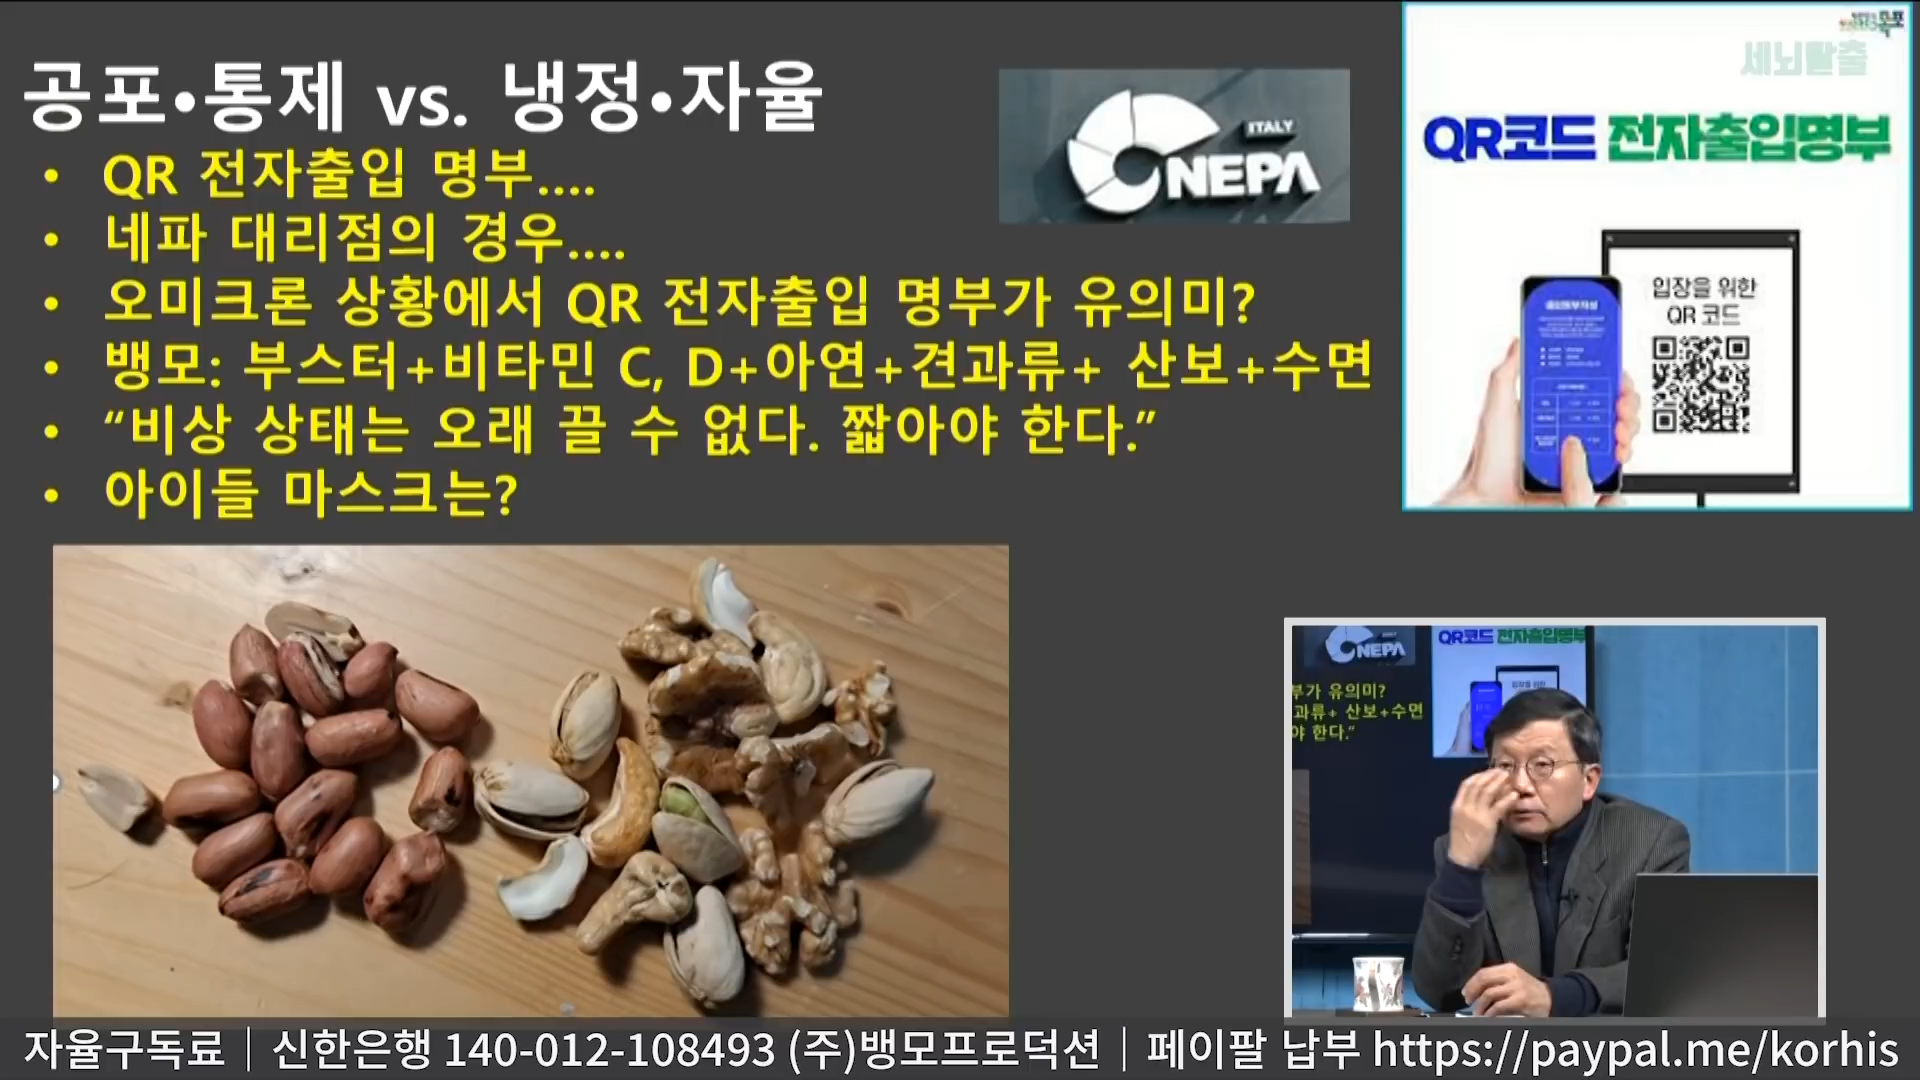 공포•통제 vs. 냉정•자율
• QR 전자출입 명부....
• 네파 대리점의 경우....
• 오미크론 상황에서 QR 전자출입 명부가 유의미?
• 뱅모: 부스터+비타민 C, D+아연+견과류+ 산보+수면
• “비상 상태는 오래 끌 수 없다. 짧아야 한다.”
• 아이들 마스크는?
ITALY
NEPA
세뇌탈출
QR코드 전자출입명부
입장을 위한
QR 코드
NEPA
QR코드 전자출입명부
부가 유의미?
과류+ 산보+수면
야 한다.”
자율구독료｜신한은행 140-012-108493 (주)뱅모프로덕션｜페이팔 납부 https://paypal.me/korhis